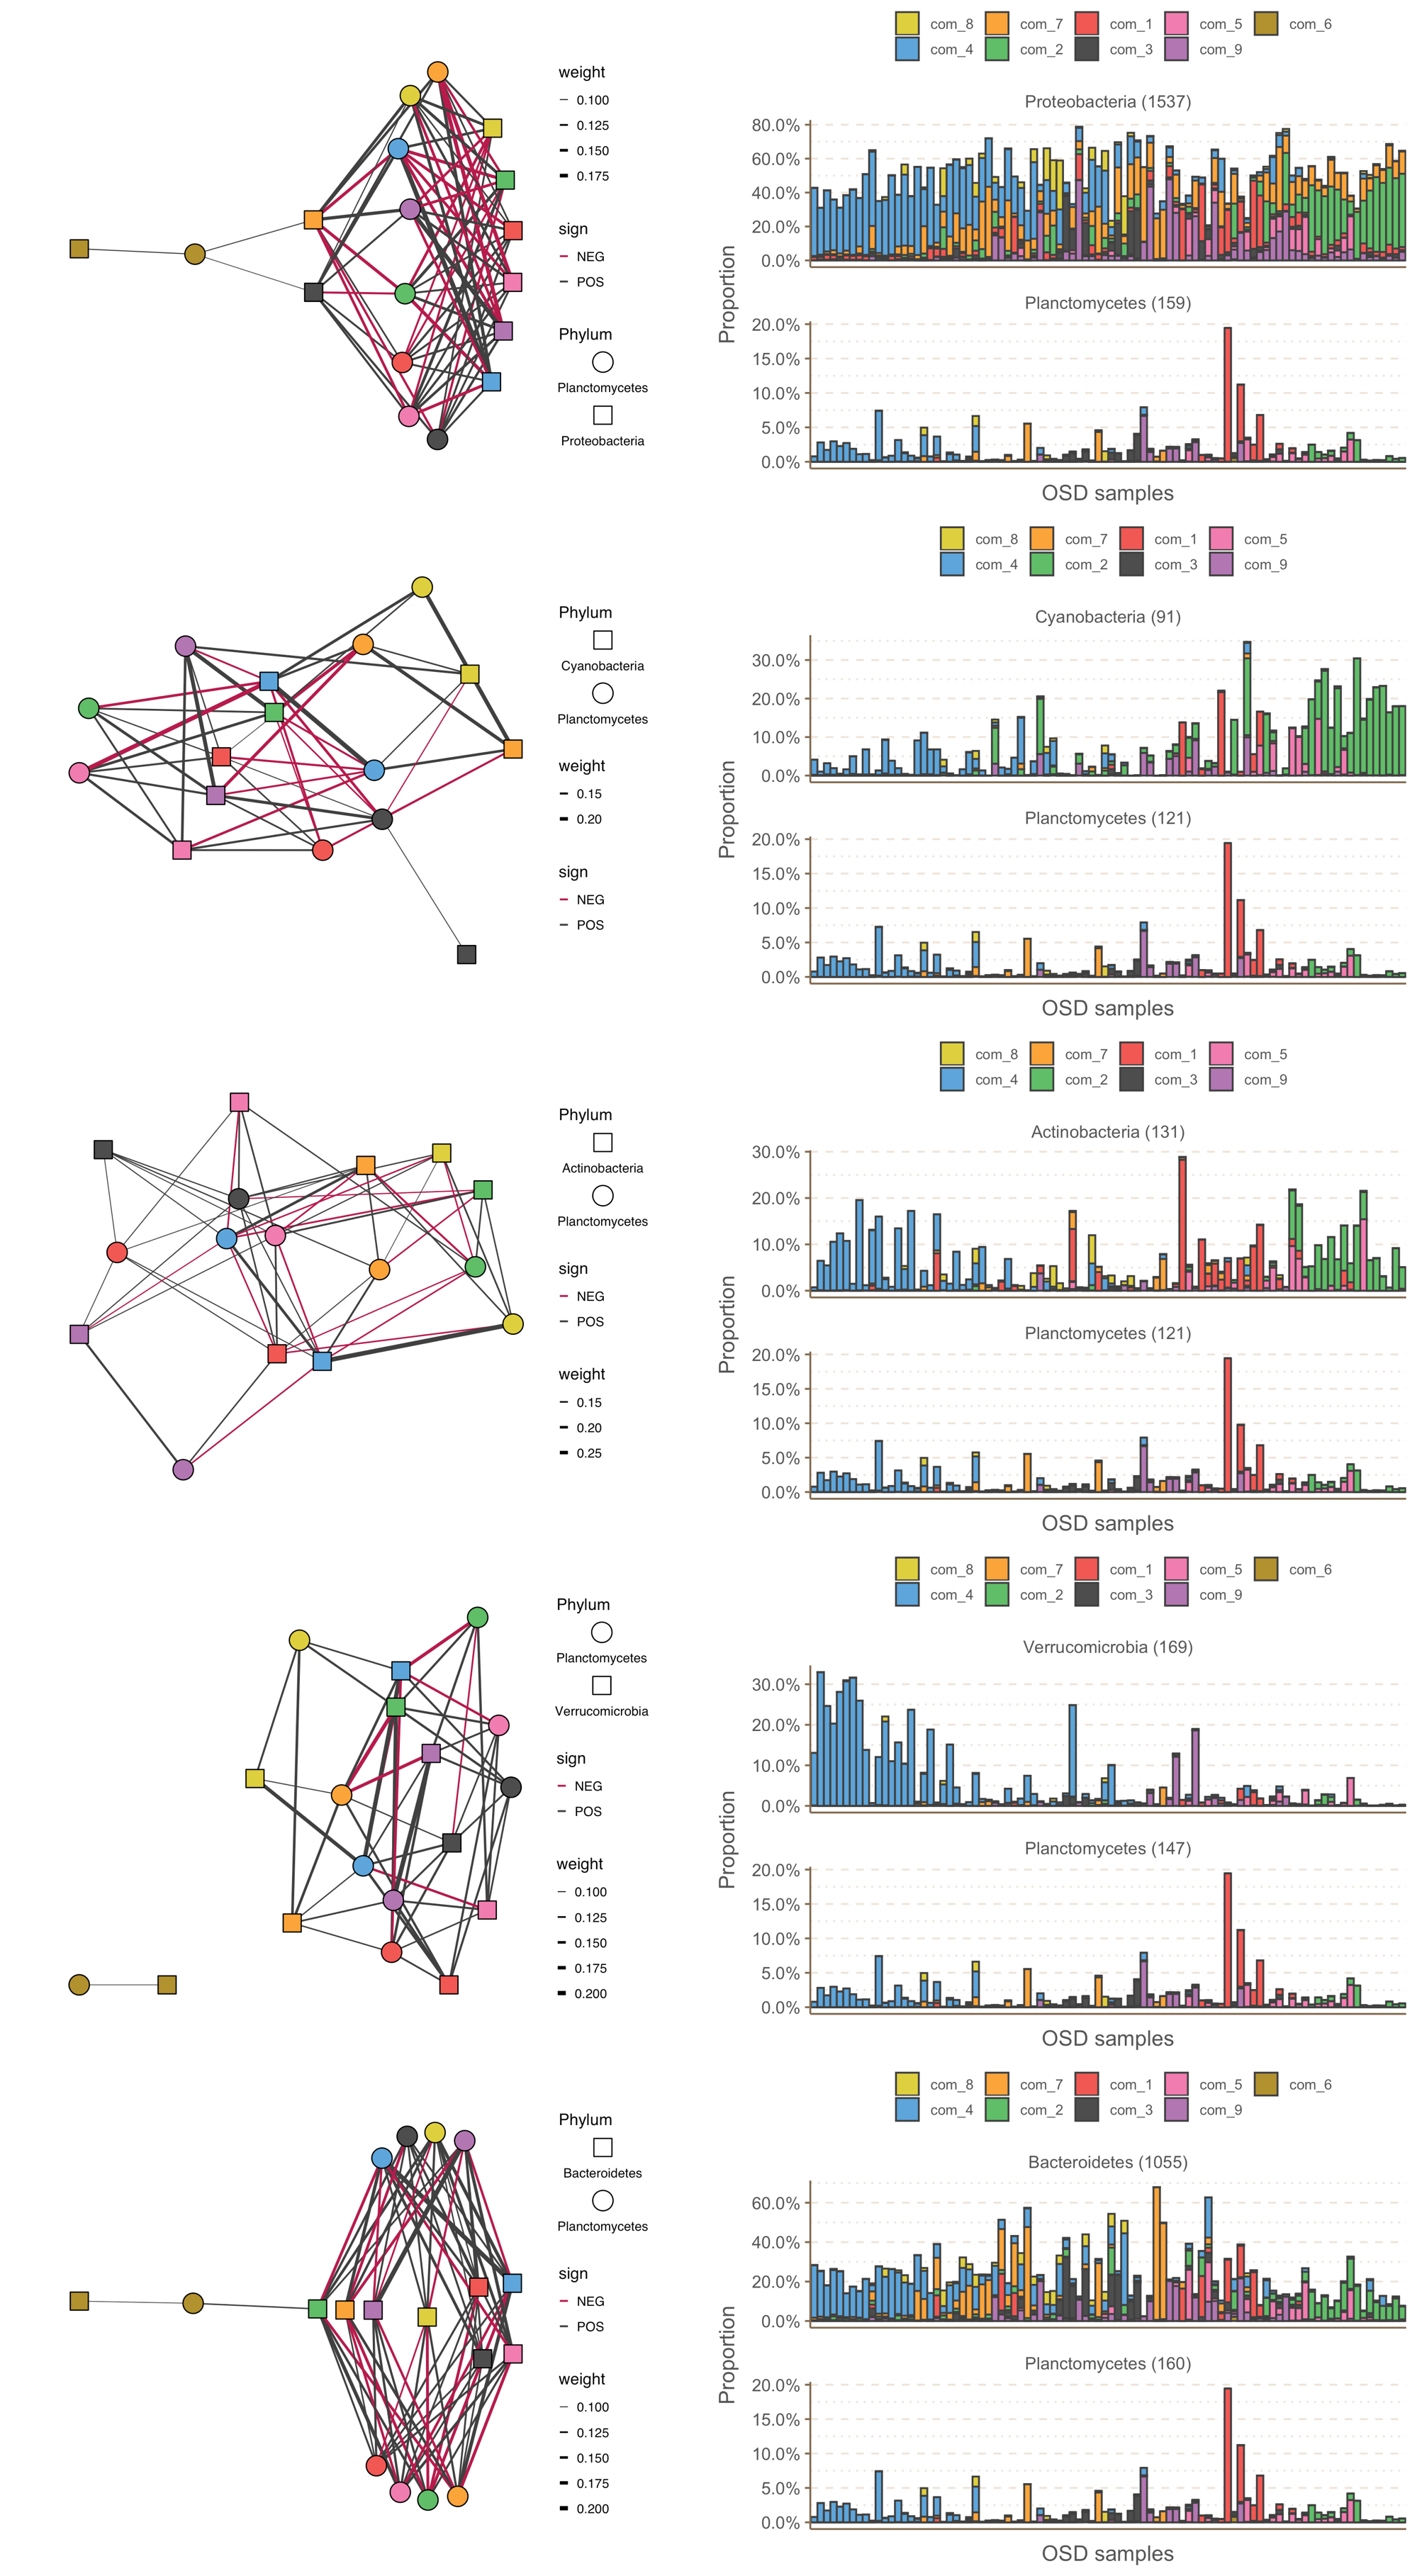 weight
0.100
0.125
0.150
0.175
sign
NEG
POS
Phylum
Planctomycetes
Proteobacteria
com_8 com_7 com_1 com_5 com_6
com_4 com_2 com_3 com_9
Proteobacteria (1537)
80.0%
60.0%
40.0%
20.0%
0.0%
Proportion
Planctomycetes (159)
20.0%
15.0%
10.0%
5.0%
0.0%
OSD samples
Phylum
Cyanobacteria
Planctomycetes
weight
0.15
0.20
sign
NEG
POS
com_8 com_7 com_1 com_5
com_4 com_2 com_3 com_9
Cyanobacteria (91)
30.0%
20.0%
10.0%
0.0%
Proportion
Planctomycetes (121)
20.0%
15.0%
10.0%
5.0%
0.0%
OSD samples
Phylum
Actinobacteria
Planctomycetes
sign
NEG
POS
weight
0.15
0.20
0.25
com_8 com_7 com_1 com_5
com_4 com_2 com_3 com_9
Actinobacteria (131)
30.0%
20.0%
10.0%
0.0%
Proportion
Planctomycetes (121)
20.0%
15.0%
10.0%
5.0%
0.0%
OSD samples
Phylum
Planctomycetes
Verrucomicrobia
sign
NEG
POS
weight
0.100
0.125
0.150
0.175
0.200
com_8 com_7 com_1 com_5 com_6
com_4 com_2 com_3 com_9
Verrucomicrobia (169)
30.0%
20.0%
10.0%
0.0%
Proportion
Planctomycetes (147)
20.0%
15.0%
10.0%
5.0%
0.0%
OSD samples
Phylum
Bacteroidetes
Planctomycetes
sign
NEG
POS
weight
0.100
0.125
0.150
0.175
0.200
com_8 com_7 com_1 com_5 com_6
com_4 com_2 com_3 com_9
Bacteroidetes (1055)
60.0%
40.0%
20.0%
0.0%
Proportion
Planctomycetes (160)
20.0%
15.0%
10.0%
5.0%
0.0%
OSD samples